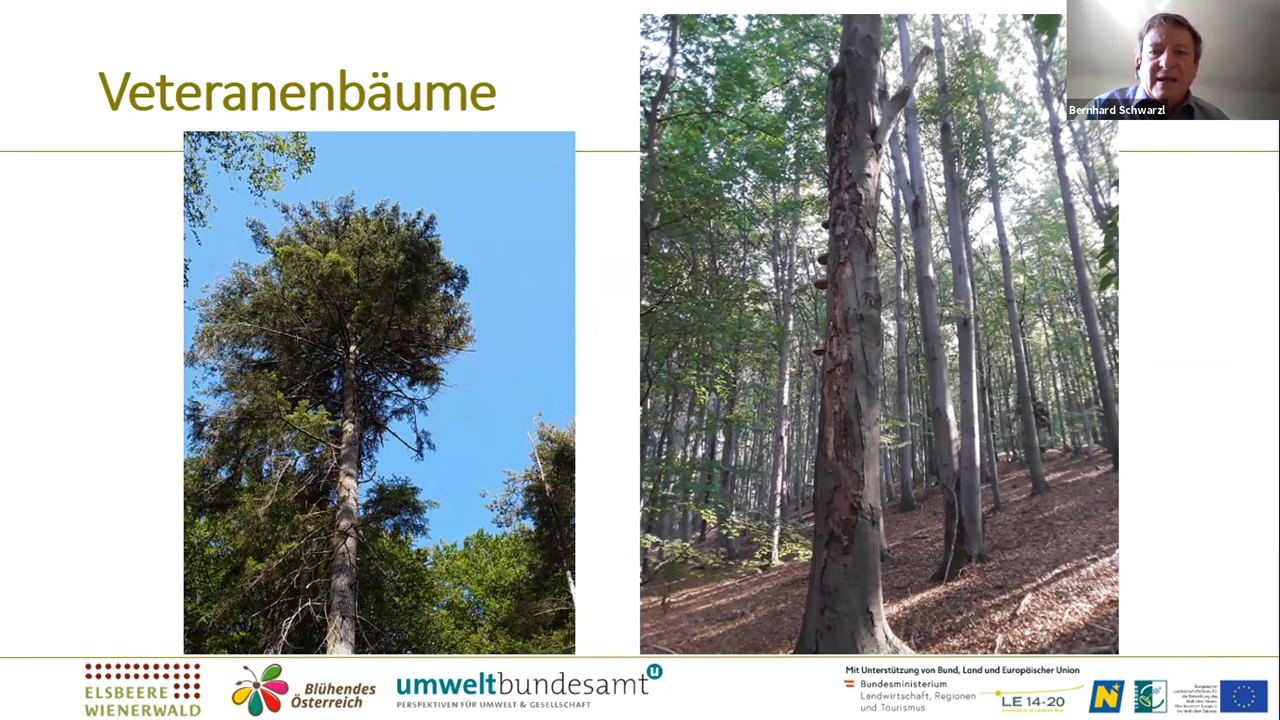 Veteranenbäume
Bernhard Schwarzl
ELSBEERE
WIENERWALD
Blühendes
Österreich
umweltbundesamt
u
PERSPEKTIVEN FÜR UMWELT & GESELLSCHAFT
Mit Unterstützung von Bund, Land und Europäischer Union
Bundesministerium
Landwirtschaft, Regionen
und Tourismus
LE 14-20
N